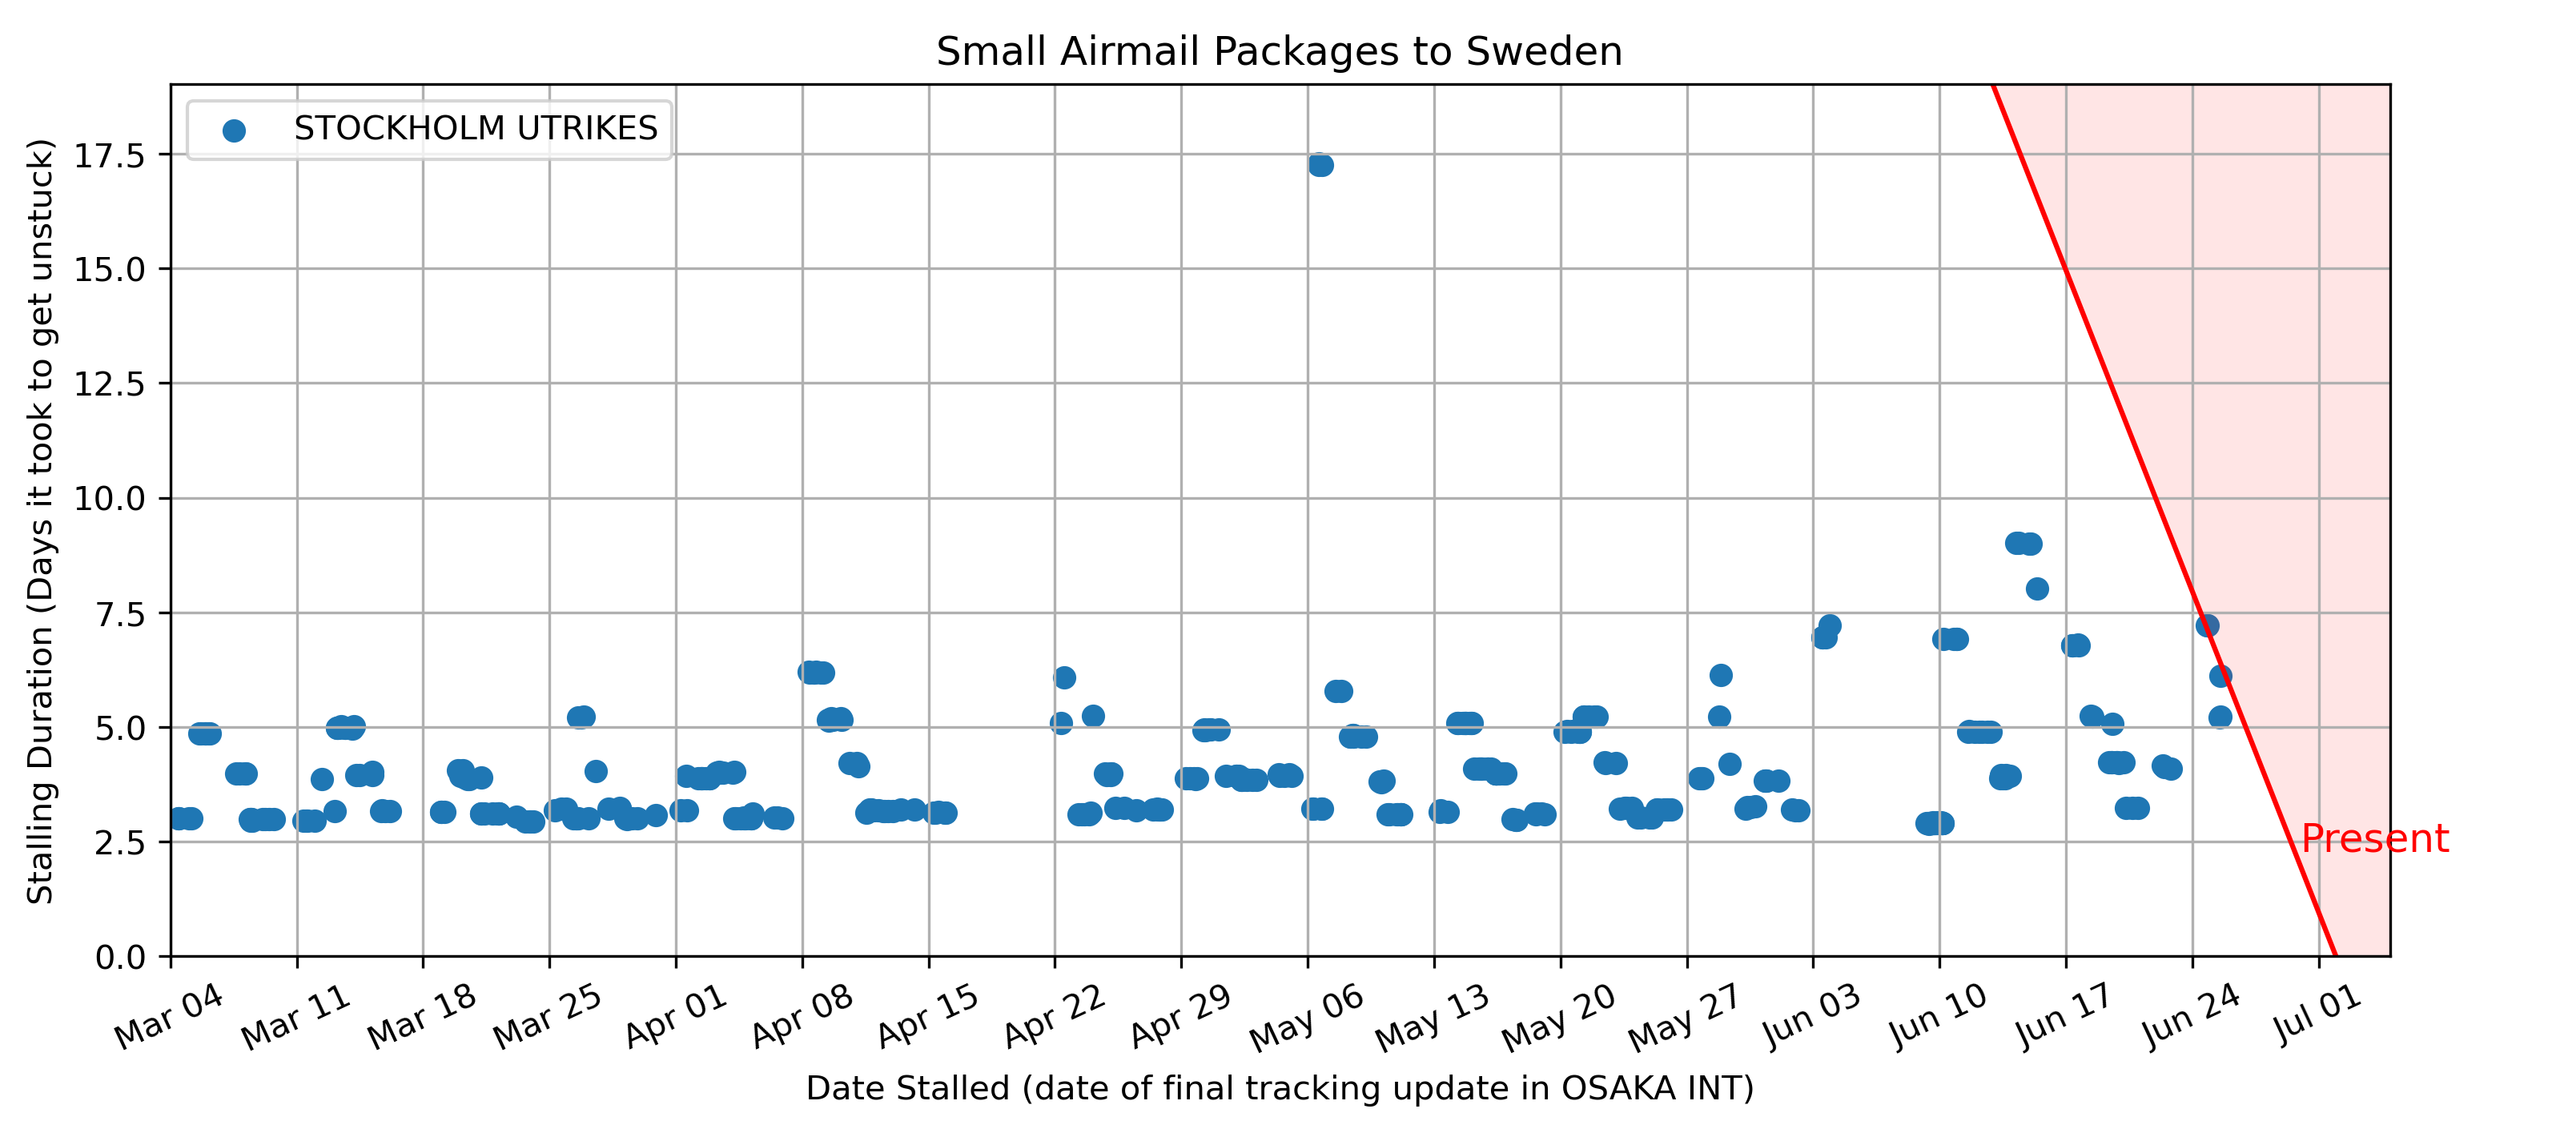 Small Airmail Packages to Sweden
STOCKHOLM UTRIKES
Stalling Duration (Days it took to get unstuck)
17.5
15.0
12.5
10.0
7.5
5.0
2.5
0.0
Present
Mar 04
Mar 11
Mar 18
Mar 25
Apr 01
Apr 08
Apr 15
Apr 22
Apr 29
May 06
May 13
May 20
May 27
Jun 03
Jun 10
Jun 17
Jun 24
Jul 01
Date Stalled (date of final tracking update in OSAKA INT)